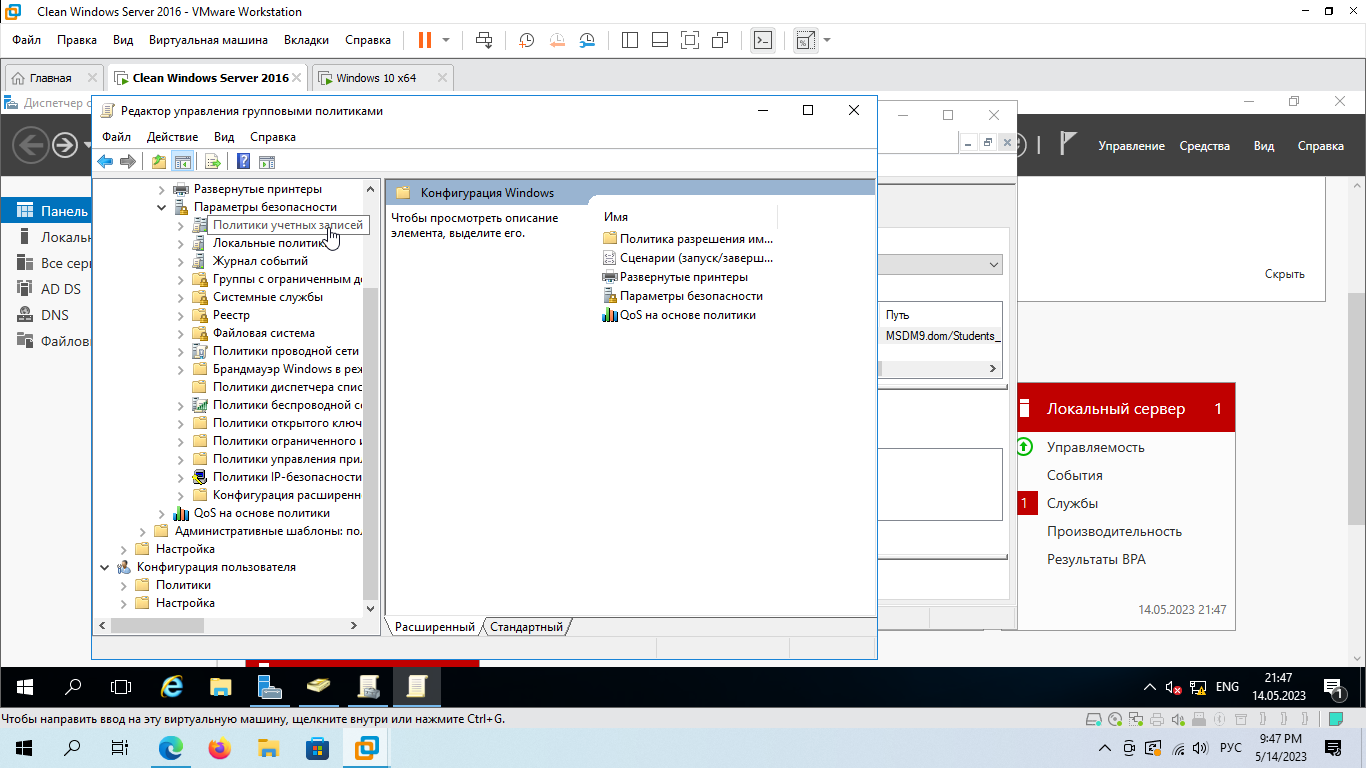 Clean Windows Server 2016 - VMware Workstation
Файл Правка Вид Виртуальная машина Вкладки Справка
Главная Clean Windows Server 2016 Windows 10 x64
Диспетчер с
Редактор управления групповыми политиками
Файл Действие Вид Справка
Управление Средства Вид Справка
Панель
Локальн
Все сер
AD DS
DNS
Файлов
Развернутые принтеры
Параметры безопасности
Политики учетных записей
Локальные политик
Журнал событий
Группы с ограниченным до
Системные службы
Реестр
Файловая система
Политики проводной сети
Брандмауэр Windows в реж
Политики диспетчера спис
Политики беспроводной се
Политики открытого ключ
Политики ограниченного и
Политики управления прил
Политики IP-безопасности
Конфигурация расширенн
QoS на основе политики
Административные шаблоны: пол
Настройка
Конфигурация пользователя
Политики
Настройка
Конфигурация Windows
Чтобы просмотреть описание
элемента, выделите его.
Имя
Политика разрешения им...
Сценарии (запуск/заверш...
Развернутые принтеры
Параметры безопасности
QoS на основе политики
Расширенный Стандартный
Путь
MSDM9.dom/Students_
Скрыть
Локальный сервер 1
Управляемость
События
1 Службы
Производительность
Результаты BPA
14.05.2023 21:47
ENG
21:47
14.05.2023
1
Чтобы направить ввод на эту виртуальную машину, щелкните внутри или нажмите Ctrl+G.
РУС
9:47 PM
5/14/2023